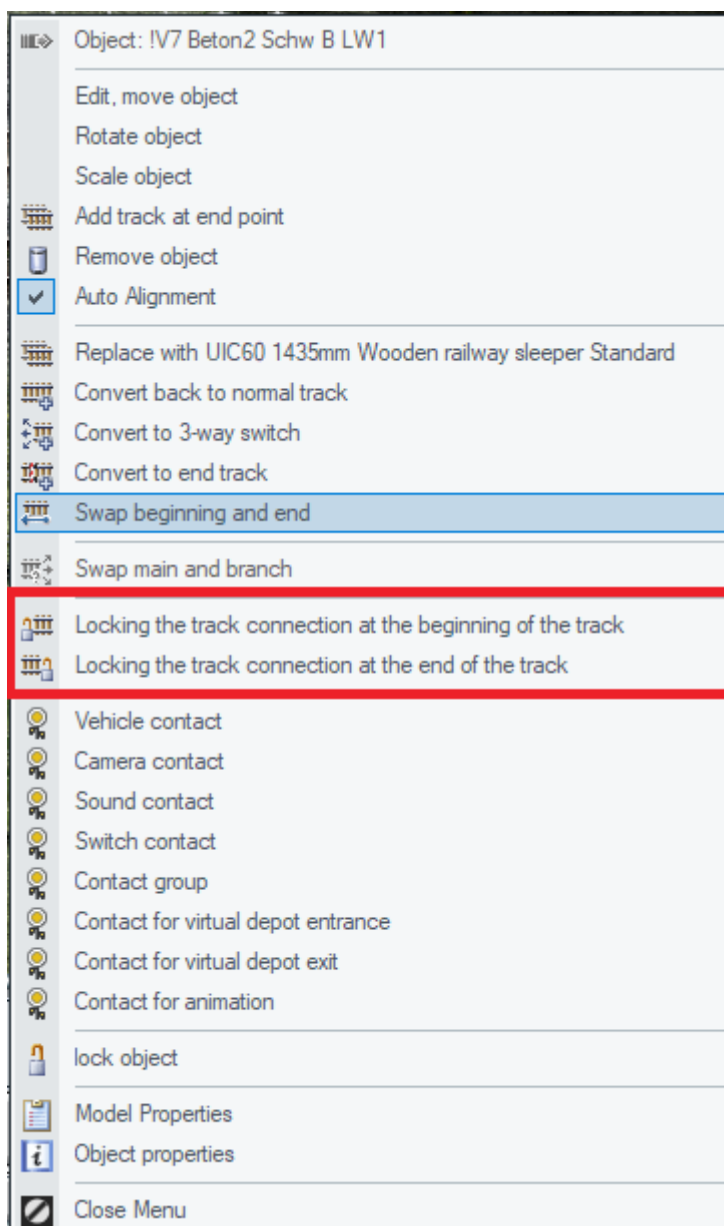 Object: !V7 Beton2 Schw B LW1
Edit, move object
Rotate object
Scale object
Add track at end point
Remove object
Auto Alignment
Replace with UIC60 1435mm Wooden railway sleeper Standard
Convert back to normal track
Convert to 3-way switch
Convert to end track
Swap beginning and end
Swap main and branch
Locking the track connection at the beginning of the track
Locking the track connection at the end of the track
Vehicle contact
Camera contact
Sound contact
Switch contact
Contact group
Contact for virtual depot entrance
Contact for virtual depot exit
Contact for animation
lock object
Model Properties
Object properties
Close Menu